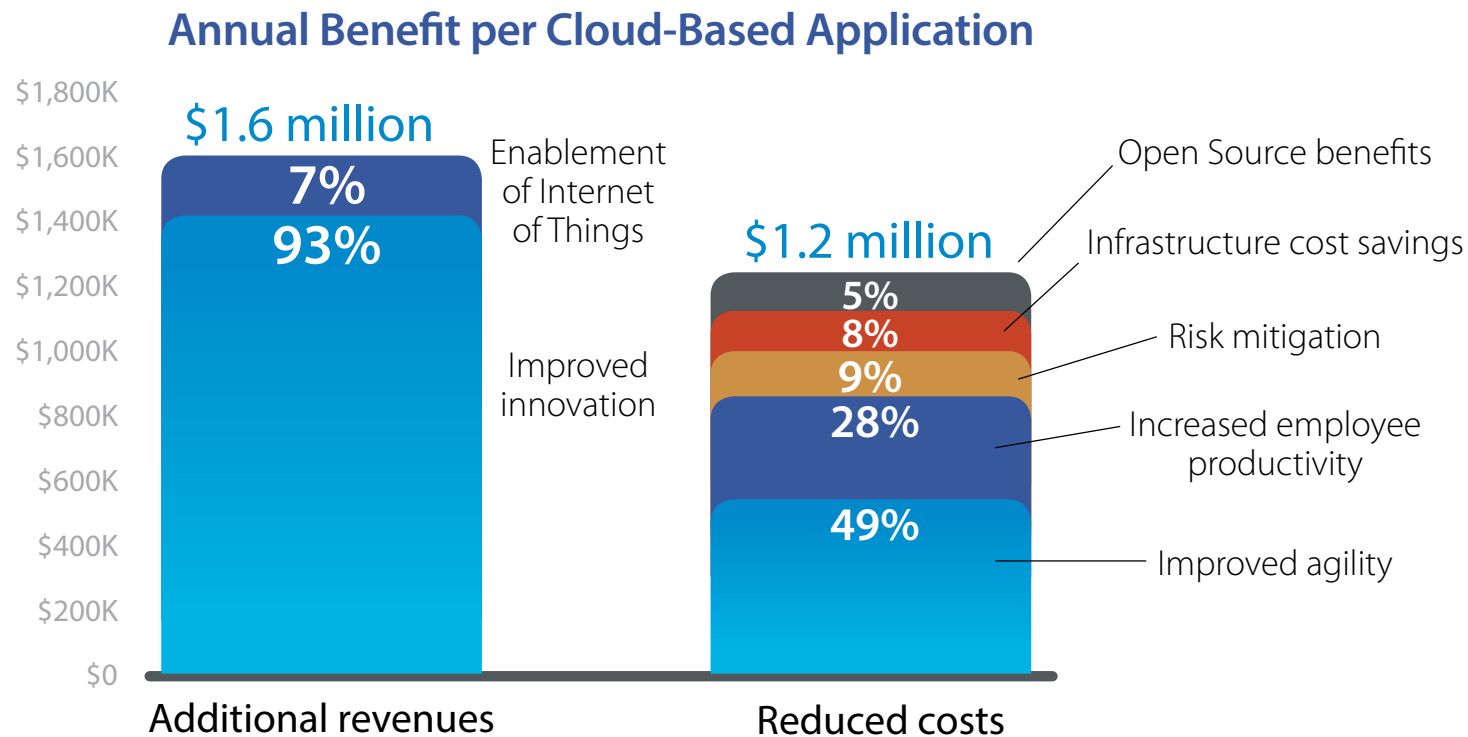 Annual Benefit per Cloud-Based Application
$1,800K
$1,600K
$1,400K
$1,200K
$1,000K
$800K
$600K
$400K
$200K
$0
$1.6 million
7%
93%
Enablement
of Internet
of Things
Improved
innovation
Additional revenues
$1.2 million
5%
8%
9%
28%
49%
Open Source benefits
Infrastructure cost savings
Risk mitigation
Increased employee
productivity
Improved agility
Reduced costs